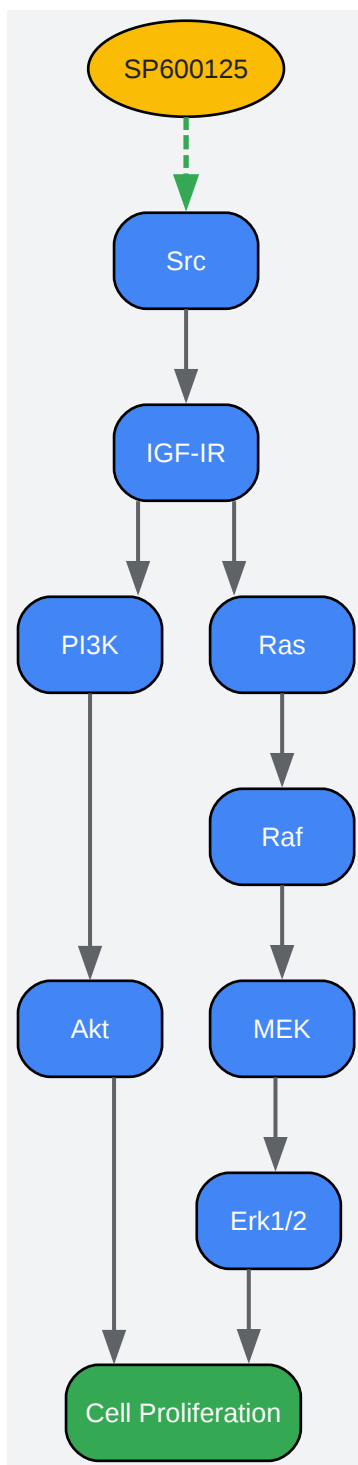 SP600125
Src
IGF-IR
PI3K
Ras
Raf
Akt
MEK
Erk1/2
Cell Proliferation